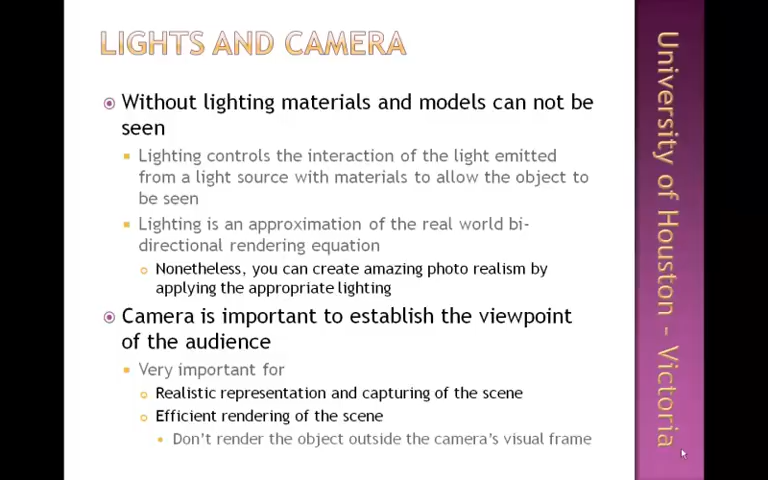 LIGHTS AND CAMERA
Without lighting materials and models can not be
seen
Lighting controls the interaction of the light emitted
from a light source with materials to allow the object to
be seen
Lighting is an approximation of the real world bi-
directional rendering equation
Nonetheless, you can create amazing photo realism by
applying the appropriate lighting
Camera is important to establish the viewpoint
of the audience
Very important for
Realistic representation and capturing of the scene
Efficient rendering of the scene
Don't render the object outside the camera's visual frame
University of Houston - Victoria